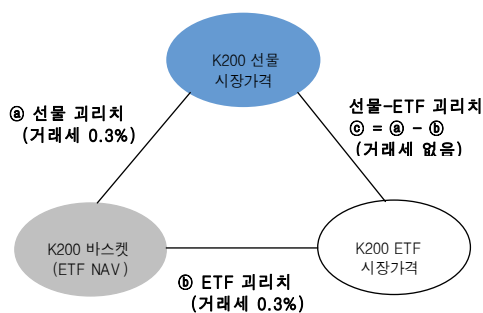 K200 선물
시장가격
ⓐ 선물 괴리치
(거래세 0.3%)
선물-ETF 괴리치
ⓒ = ⓐ - ⓑ
(거래세 없음)
K200 바스켓
(ETF NAV)
K200 ETF
시장가격
ⓑ ETF 괴리치
(거래세 0.3%)